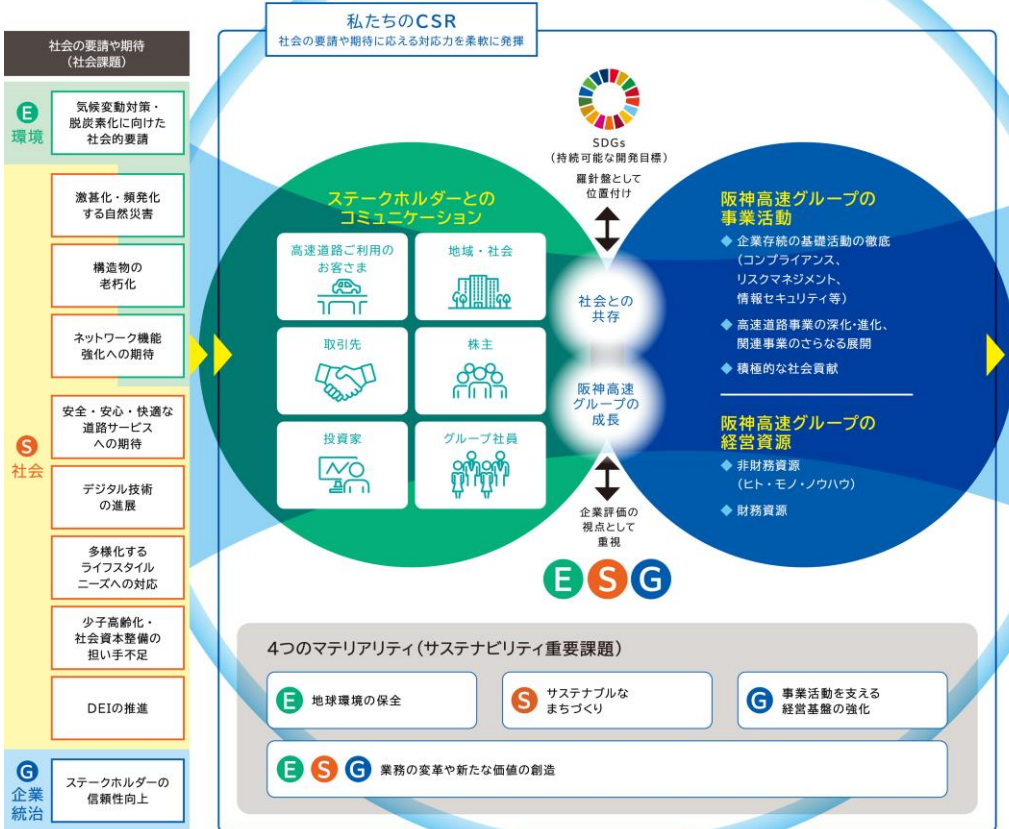 私たちのCSR
社会の要請や期待に応える対応力を柔軟に発揮
社会の要請や期待
(社会課題)
E
環境
気候変動対策・
脱炭素化に向けた
社会的要請
S
社会
激甚化・頻発化
する自然災害
構造物の
老朽化
ネットワーク機能
強化への期待
安全・安心・快適な
道路サービス
への期待
デジタル技術
の進展
多様化する
ライフスタイル
ニーズへの対応
少子高齢化・
社会資本整備の
担い手不足
DEIの推進
G
企業
統治
ステークホルダーの
信頼性向上
SDGs
(持続可能な開発目標)
羅針盤として
位置付け
ステークホルダーとの
コミュニケーション
高速道路ご利用の
お客さま
地域・社会
取引先
株主
投資家
グループ社員
社会との
共存
阪神高速
グループの
成長
企業評価の
視点として
重視
E S G
阪神高速グループの
事業活動
◆ 企業存続の基礎活動の徹底
(コンプライアンス、
リスクマネジメント、
情報セキュリティ等)
◆ 高速道路事業の深化・進化、
関連事業のさらなる展開
◆ 積極的な社会貢献
阪神高速グループの
経営資源
◆ 非財務資源
(ヒト・モノ・ノウハウ)
◆ 財務資源
4つのマテリアリティ(サステナビリティ重要課題)
E 地球環境の保全
S サステナブルな
まちづくり
G 事業活動を支える
経営基盤の強化
E S G 業務の変革や新たな価値の創造